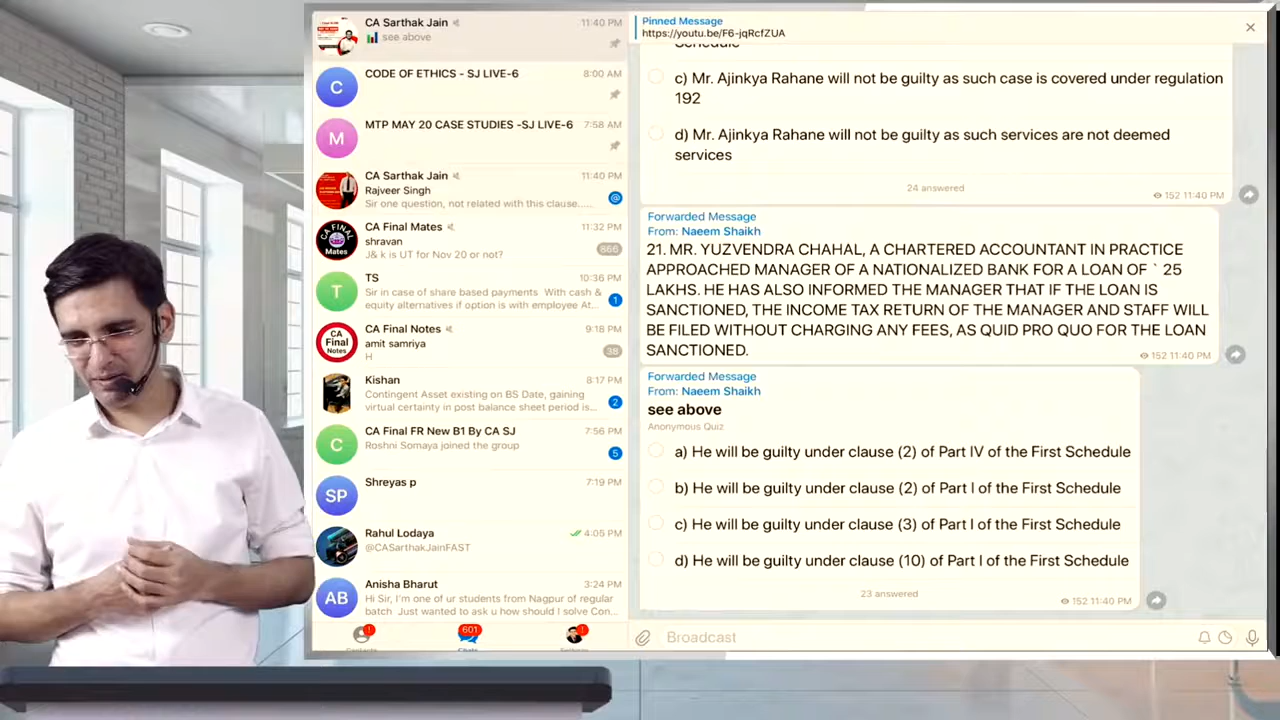 CA Sarthak Jain
11:40 PM
see above
CODE OF ETHICS - SJ LIVE-6
8:00 AM
C
MTP MAY 20 CASE STUDIES -SJ LIVE-6
7:58 AM
M
CA Sarthak Jain
11:40 PM
Rajveer Singh
Sir one question, not related with this clause.....
@
CA Final Mates
11:32 PM
shravan
J& k is UT for Nov 20 or not?
866
CA FINAL
Mates
TS
10:36 PM
Sir in case of share based payments With cash &
equity alternatives if option is with employee At...
1
T
CA Final Notes
9:18 PM
amit samriya
H
38
CA
Final
Notes
Kishan
8:17 PM
Contingent Asset existing on BS Date, gaining
virtual certainty in post balance sheet period is...
2
CA Final FR New B1 By CA SJ
7:56 PM
Roshni Somaya joined the group
5
C
Shreyas p
7:19 PM
SP
Rahul Lodaya
4:05 PM
@CASarthakJainFAST
Anisha Bharut
3:24 PM
Hi Sir, I'm one of ur students from Nagpur of regular
batch Just wanted to ask u how should I solve Con...
AB
1
601
1
Pinned Message
https://youtu.be/F6-jqRcfZUA
Schedule
c) Mr. Ajinkya Rahane will not be guilty as such case is covered under regulation
192
d) Mr. Ajinkya Rahane will not be guilty as such services are not deemed
services
24 answered
152 11:40 PM
Forwarded Message
From: Naeem Shaikh
21. MR. YUZVENDRA CHAHAL, A CHARTERED ACCOUNTANT IN PRACTICE
APPROACHED MANAGER OF A NATIONALIZED BANK FOR A LOAN OF ` 25
LAKHS. HE HAS ALSO INFORMED THE MANAGER THAT IF THE LOAN IS
SANCTIONED, THE INCOME TAX RETURN OF THE MANAGER AND STAFF WILL
BE FILED WITHOUT CHARGING ANY FEES, AS QUID PRO QUO FOR THE LOAN
SANCTIONED.
152 11:40 PM
Forwarded Message
From: Naeem Shaikh
see above
Anonymous Quiz
a) He will be guilty under clause (2) of Part IV of the First Schedule
b) He will be guilty under clause (2) of Part I of the First Schedule
c) He will be guilty under clause (3) of Part I of the First Schedule
d) He will be guilty under clause (10) of Part I of the First Schedule
23 answered
152 11:40 PM
Broadcast